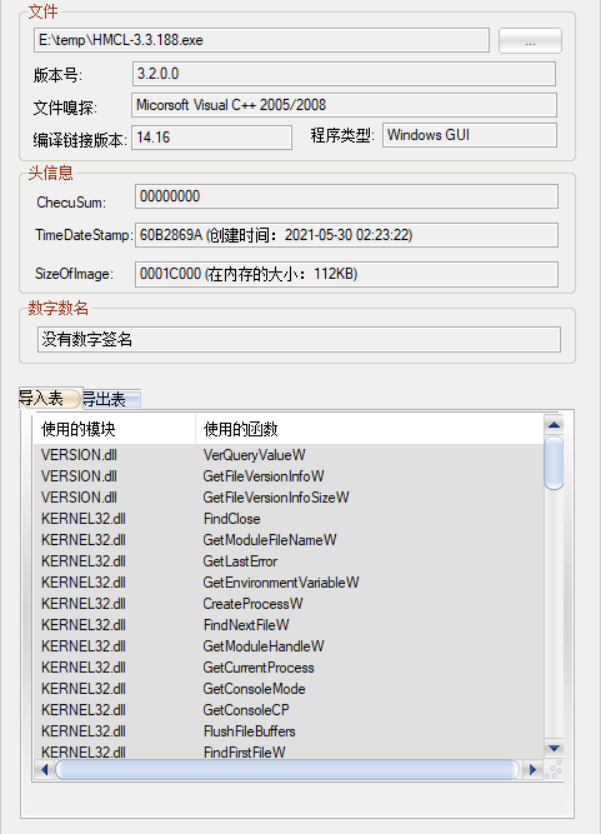 文件
E:\temp\HMCL-3.3.188.exe ...
版本号: 3.2.0.0
文件嗅探: Micorsoft Visual C++ 2005/2008
编译链接版本: 14.16 程序类型: Windows GUI
头信息
ChecuSum: 00000000
TimeDateStamp: 60B2869A (创建时间：2021-05-30 02:23:22)
SizeOfImage: 0001C000 (在内存的大小：112KB)
数字数名
没有数字签名
导入表 导出表
使用的模块 使用的函数
VERSION.dll VerQueryValueW
VERSION.dll GetFileVersionInfoW
VERSION.dll GetFileVersionInfoSizeW
KERNEL32.dll FindClose
KERNEL32.dll GetModuleFileNameW
KERNEL32.dll GetLastError
KERNEL32.dll GetEnvironmentVariableW
KERNEL32.dll CreateProcessW
KERNEL32.dll FindNextFileW
KERNEL32.dll GetModuleHandleW
KERNEL32.dll GetCurrentProcess
KERNEL32.dll GetConsoleMode
KERNEL32.dll GetConsoleCP
KERNEL32.dll FlushFileBuffers
KERNEL32.dll FindFirstFileW